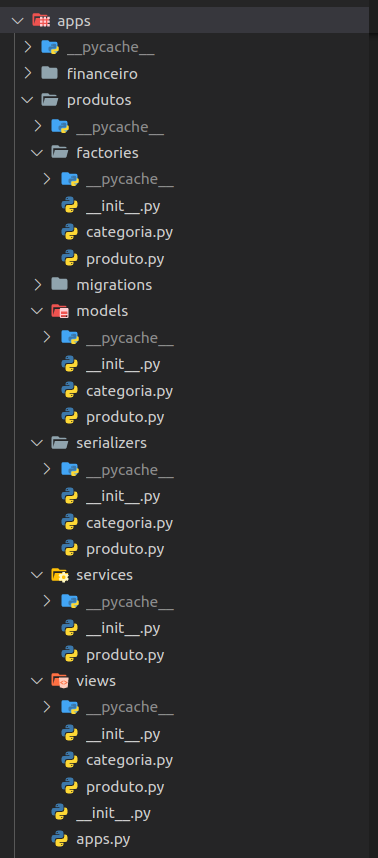 apps
__pycache__
financeiro
produtos
__pycache__
factories
__pycache__
__init__.py
categoria.py
produto.py
migrations
models
__pycache__
__init__.py
categoria.py
produto.py
serializers
__pycache__
__init__.py
categoria.py
produto.py
services
__pycache__
__init__.py
produto.py
views
__pycache__
__init__.py
categoria.py
produto.py
__init__.py
apps.py